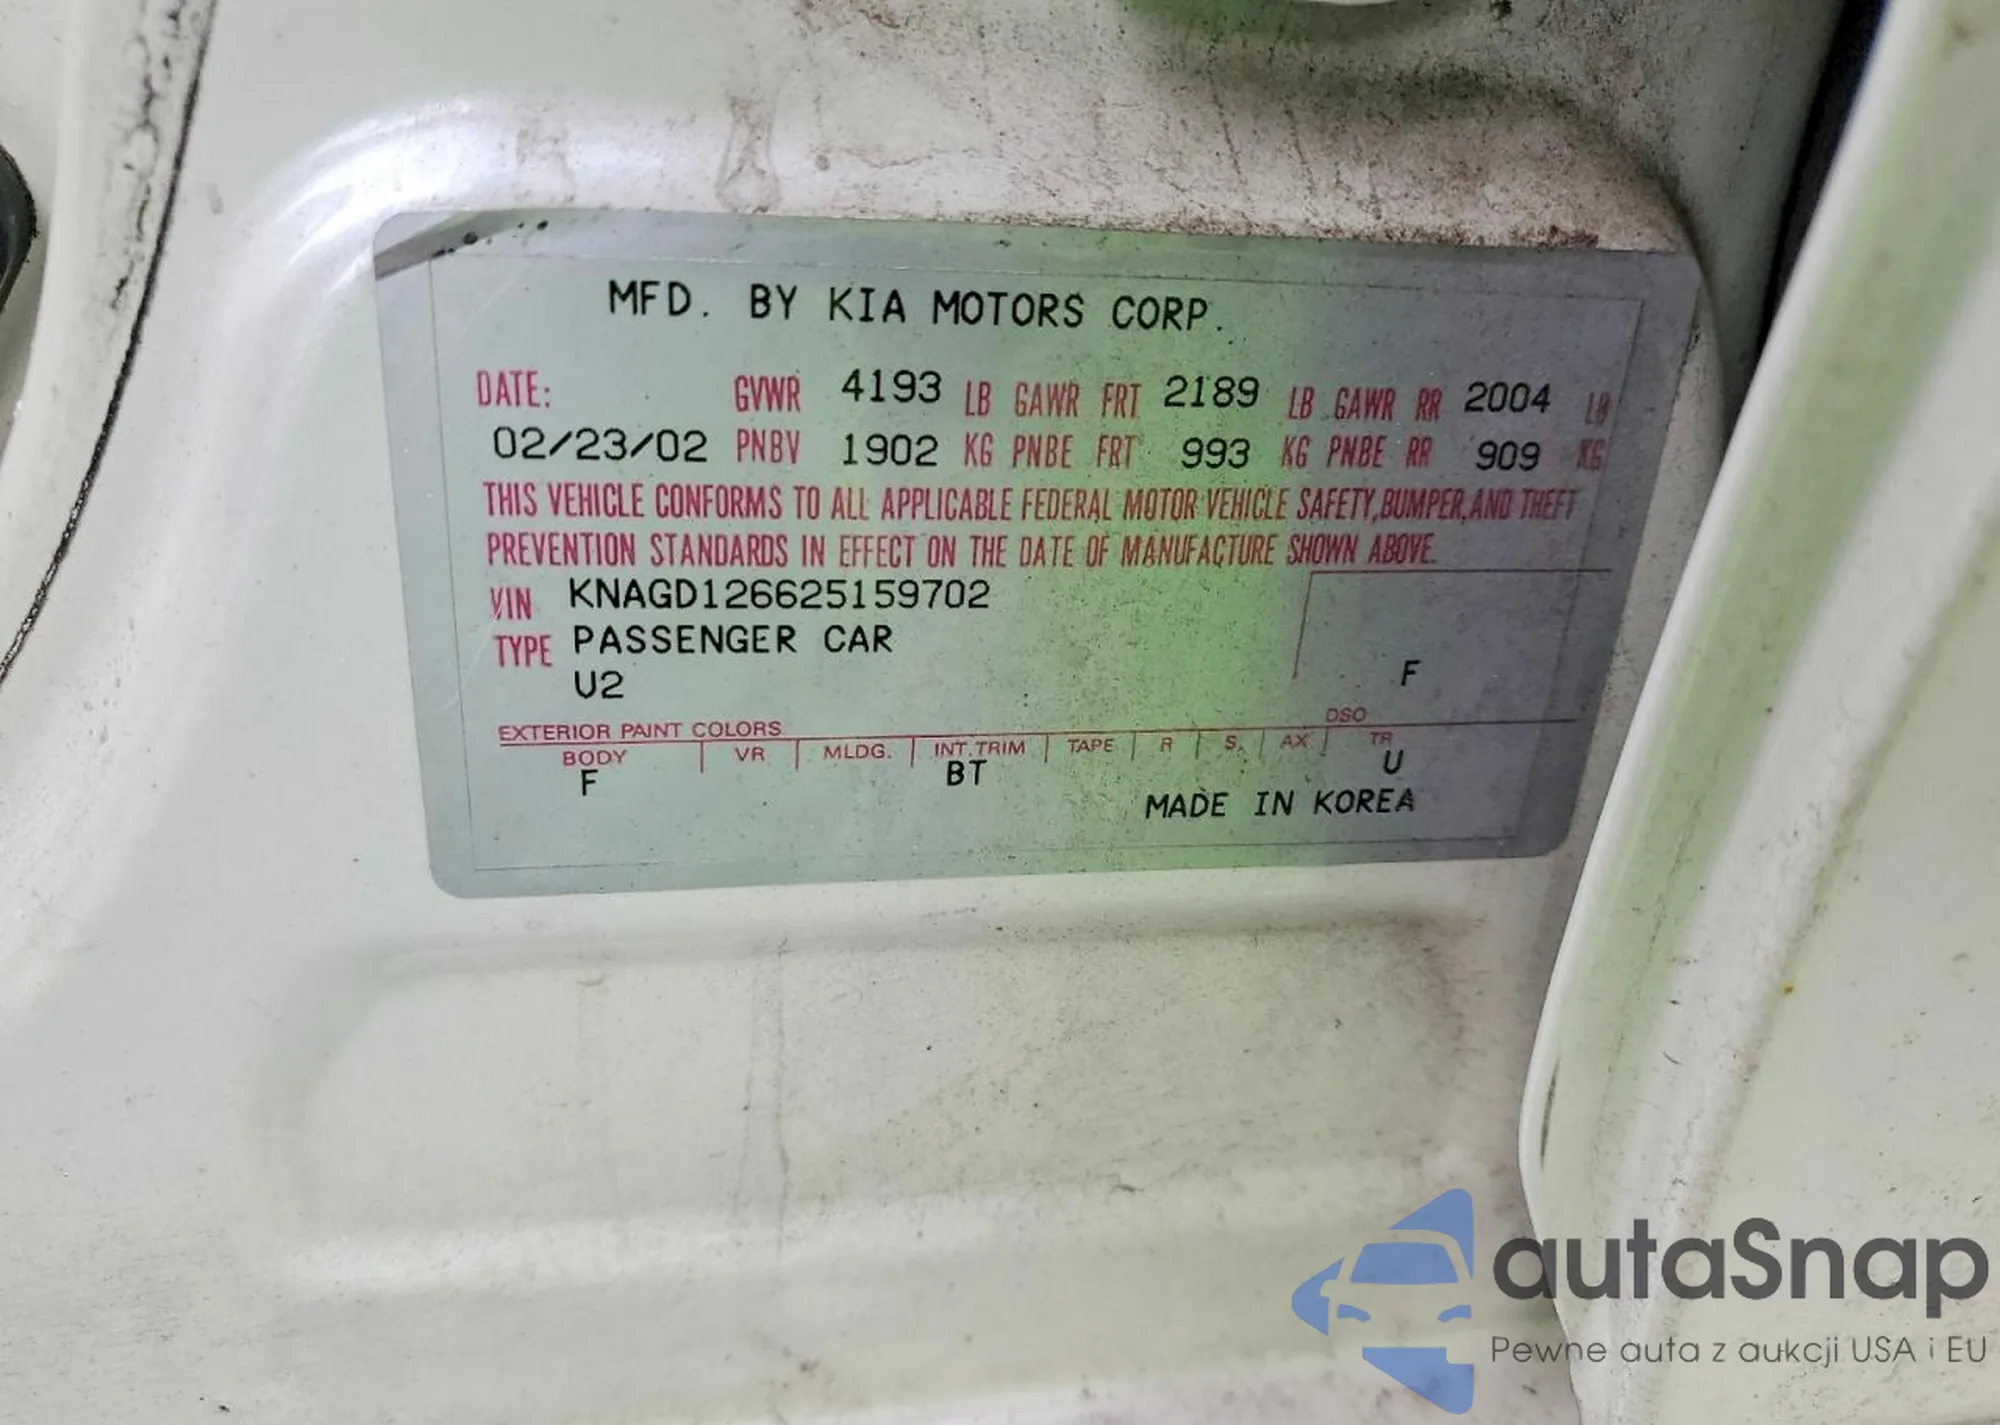 MFD. BY KIA MOTORS CORP.
DATE: GVWR 4193 LB GAWR FRT 2189 LB GAWR RR 2004 LB
02/23/02 PNBV 1902 KG PNBE FRT 993 KG PNBE RR 909 KG
THIS VEHICLE CONFORMS TO ALL APPLICABLE FEDERAL MOTOR VEHICLE SAFETY,BUMPER,AND THEFT
PREVENTION STANDARDS IN EFFECT ON THE DATE OF MANUFACTURE SHOWN ABOVE.
VIN KNAGD126625159702
TYPE PASSENGER CAR
U2 F
EXTERIOR PAINT COLORS DSO
BODY VR MLDG. INT.TRIM TAPE R S. AX. TR
F BT U
MADE IN KOREA
autaSnap
Pewne auta z aukcji USA i EU